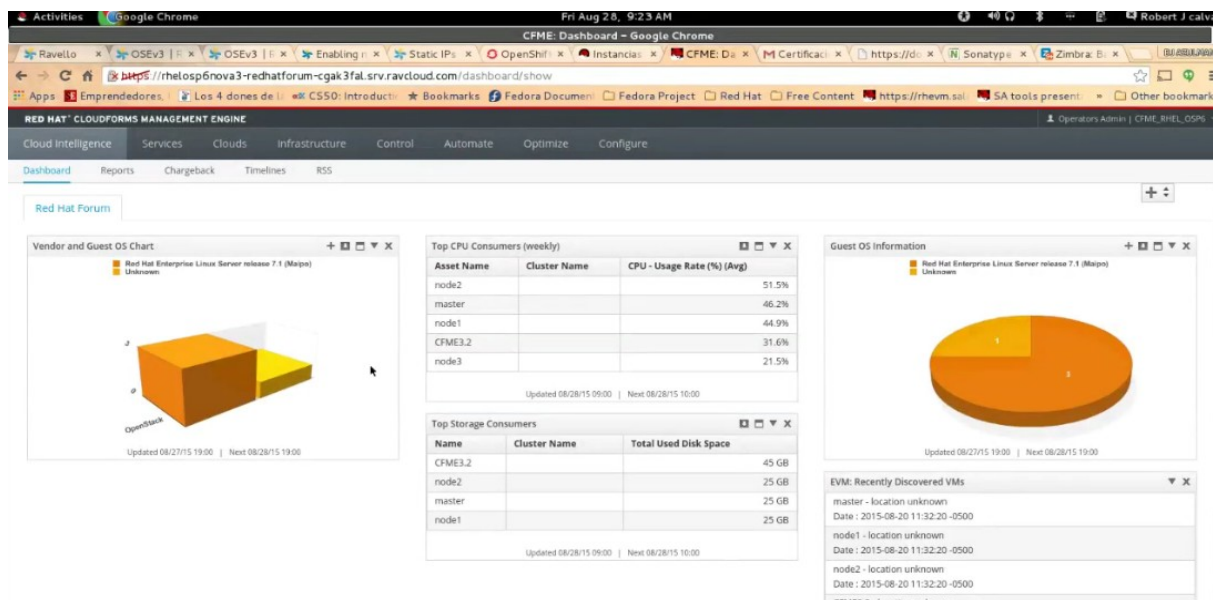 Activities Google Chrome Fri Aug 28, 9:23 AM Robert J calv
CFME: Dashboard - Google Chrome
Ravello OSEv3 | F OSEv3 | F Enabling n Static IPs OpenShift Instancias CFME: Da Certificaci https://do Sonatype Zimbra: Ba
https://rhelosp6nova3-redhatforum-cgak3fal.srv.ravcloud.com/dashboard/show
Apps Emprendedores, Los 4 dones de l CS50: Introducti Bookmarks Fedora Document Fedora Project Red Hat Free Content https://rhevm.sal SA tools present » Other bookmark
RED HAT® CLOUDFORMS MANAGEMENT ENGINE Operators Admin | CFME_RHEL_OSP6
Cloud Intelligence Services Clouds Infrastructure Control Automate Optimize Configure
Dashboard Reports Chargeback Timelines RSS
Red Hat Forum
Vendor and Guest OS Chart
Red Hat Enterprise Linux Server release 7.1 (Maipo)
Unknown
3
0
OpenStack
Updated 08/27/15 19:00 | Next 08/28/15 19:00
Top CPU Consumers (weekly)
Asset Name Cluster Name CPU - Usage Rate (%) (Avg)
node2 51.5%
master 46.2%
node1 44.9%
CFME3.2 31.6%
node3 21.5%
Updated 08/28/15 09:00 | Next 08/28/15 10:00
Top Storage Consumers
Name Cluster Name Total Used Disk Space
CFME3.2 45 GB
node2 25 GB
master 25 GB
node1 25 GB
Updated 08/28/15 09:00 | Next 08/28/15 10:00
Guest OS Information
Red Hat Enterprise Linux Server release 7.1 (Maipo)
Unknown
1
3
Updated 08/27/15 19:00 | Next 08/28/15 19:00
EVM: Recently Discovered VMs
master - location unknown
Date : 2015-08-20 11:32:20 -0500
node1 - location unknown
Date : 2015-08-20 11:32:20 -0500
node2 - location unknown
Date : 2015-08-20 11:32:20 -0500